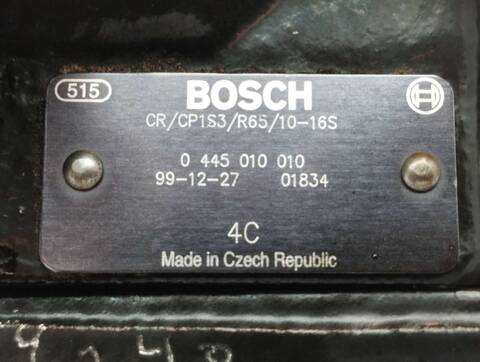 515 BOSCH
CR/CP1S3/R65/10-16S
0 445 010 010
99-12-27 01834
4C
Made in Czech Republic